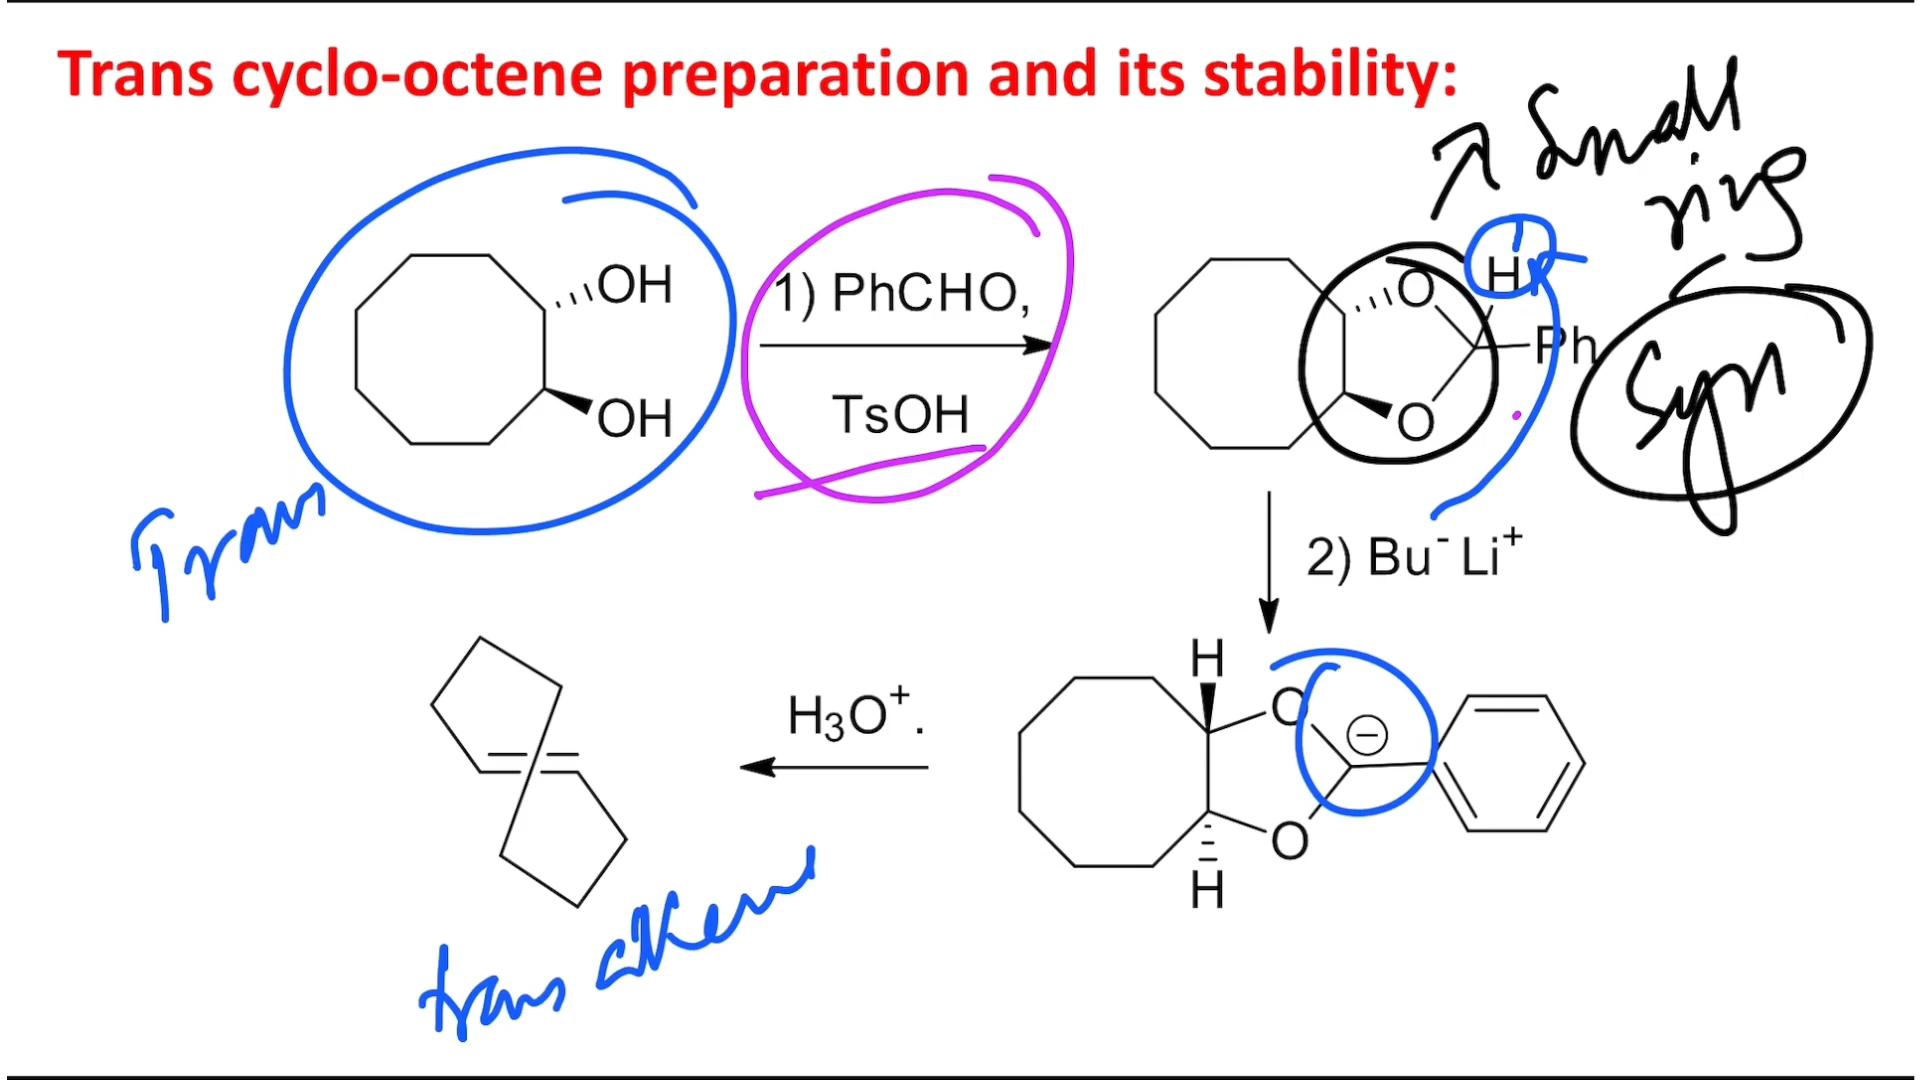 Trans cyclo-octene preparation and its stability:
Small
ring
OH
OH
1) PhCHO,
TsOH
O
H
Ph
O
Syn
Trans
2) Bu⁻Li⁺
H
O
⊖
O
H
H₃O⁺.
trans alkene